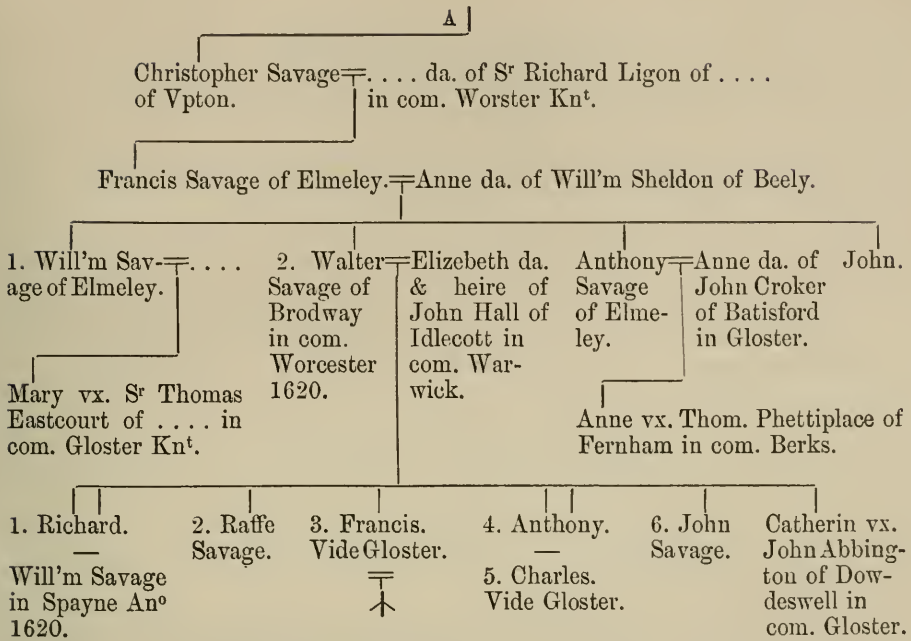 A
Christopher Savage . . . . da. of Sr Richard Ligon of . . . .
of Vpton. in com. Worster Knt.
Francis Savage of Elmeley. Anne da. of Will'm Sheldon of Beely.
1. Will'm Sav- . . . .
age of Elmeley.
2. Walter
Savage of
Brodway
in com.
Worcester
1620.
Elizebeth da.
& heire of
John Hall of
Idlecott in
com. War-
wick.
Anthony
Savage
of Elme-
ley.
Anne da. of
John Croker
of Batisford
in Gloster.
John.
Mary vx. Sr Thomas
Eastcourt of . . . . in
com. Gloster Knt.
Anne vx. Thom. Phettiplace of
Fernham in com. Berks.
1. Richard.
—
Will'm Savage
in Spayne Ano
1620.
2. Raffe
Savage.
3. Francis.
Vide Gloster.
4. Anthony.
—
5. Charles.
Vide Gloster.
6. John
Savage.
Catherin vx.
John Abbing-
ton of Dow-
deswell in
com. Gloster.